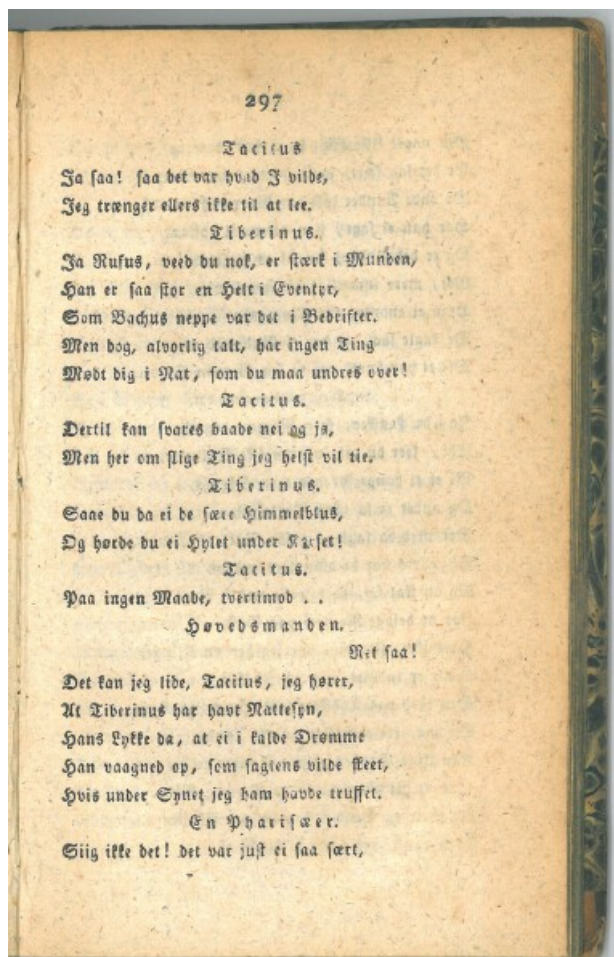 297
Tacitus
Ja saa! saa det var hvad I vilde,
Jeg trænger ellers ikke til at lee.
Tiberinus.
Ja Rufus, veed du nok, er stærk i Munden,
Han er saa stor en Helt i Eventyr,
Som Bachus neppe var det i Bedrifter.
Men dog, alvorlig talt, har ingen Ting
Mødt dig i Nat, som du maa undres over!
Tacitus.
Dertil kan svares baade nei og ja,
Men her om slige Ting jeg helst vil tie.
Tiberinus.
Saae du da ei de sære Himmelblus,
Og hørde du ei Hylet under Korset!
Tacitus.
Paa ingen Maade, tvertimod . .
Høvedsmanden.
Net saa!
Det kan jeg lide, Tacitus, jeg hører,
At Tiberinus har havt Nattesyn,
Hans Lykke da, at ei i kalde Drømme
Han vaagned op, som sagtens vilde skeet,
Hvis under Synet jeg ham havde truffet.
En Pharisæer.
Siig ikke det! det var just ei saa sært,